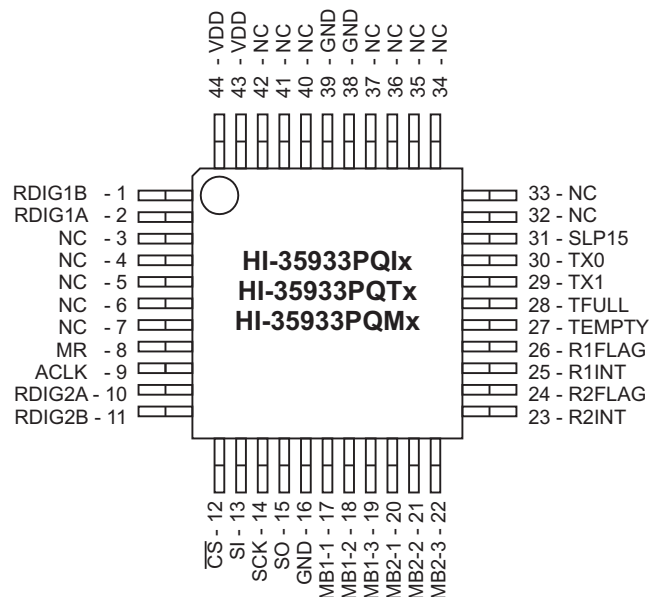 44 - VDD
43 - VDD
42 - NC
41 - NC
40 - NC
39 - GND
38 - GND
37 - NC
36 - NC
35 - NC
34 - NC
RDIG1B - 1
RDIG1A - 2
NC - 3
NC - 4
NC - 5
NC - 6
NC - 7
MR - 8
ACLK - 9
RDIG2A - 10
RDIG2B - 11
HI-35933PQIx
HI-35933PQTx
HI-35933PQMx
33 - NC
32 - NC
31 - SLP15
30 - TX0
29 - TX1
28 - TFULL
27 - TEMPTY
26 - R1FLAG
25 - R1INT
24 - R2FLAG
23 - R2INT
C̅S̅ - 12
SI - 13
SCK - 14
SO - 15
GND - 16
MB1-1 - 17
MB1-2 - 18
MB1-3 - 19
MB2-1 - 20
MB2-2 - 21
MB2-3 - 22